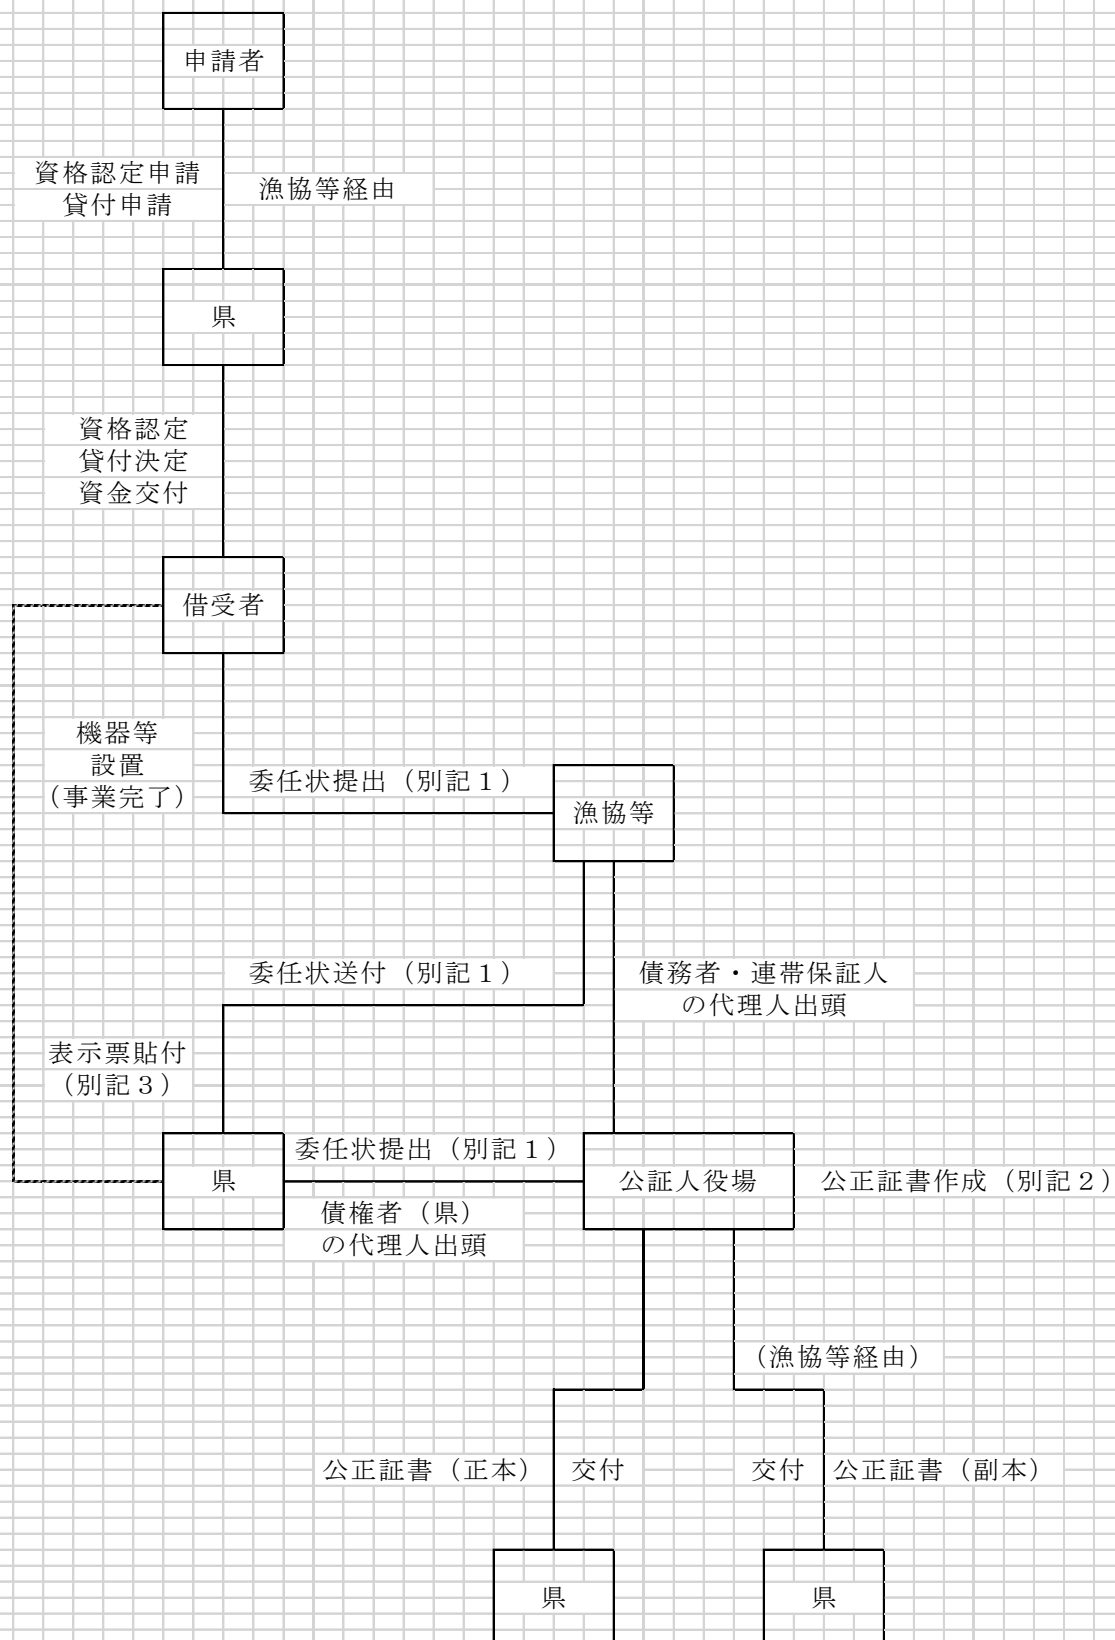 申請者
資格認定申請
貸付申請
漁協等経由
県
資格認定
貸付決定
資金交付
借受者
機器等
設置
（事業完了）
委任状提出（別記１）
漁協等
委任状送付（別記１）
債務者・連帯保証人
の代理人出頭
表示票貼付
（別記３）
県
委任状提出（別記１）
債権者（県）
の代理人出頭
公証人役場
公正証書作成（別記２）
（漁協等経由）
公正証書（正本）
交付
交付
公正証書（副本）
県
県